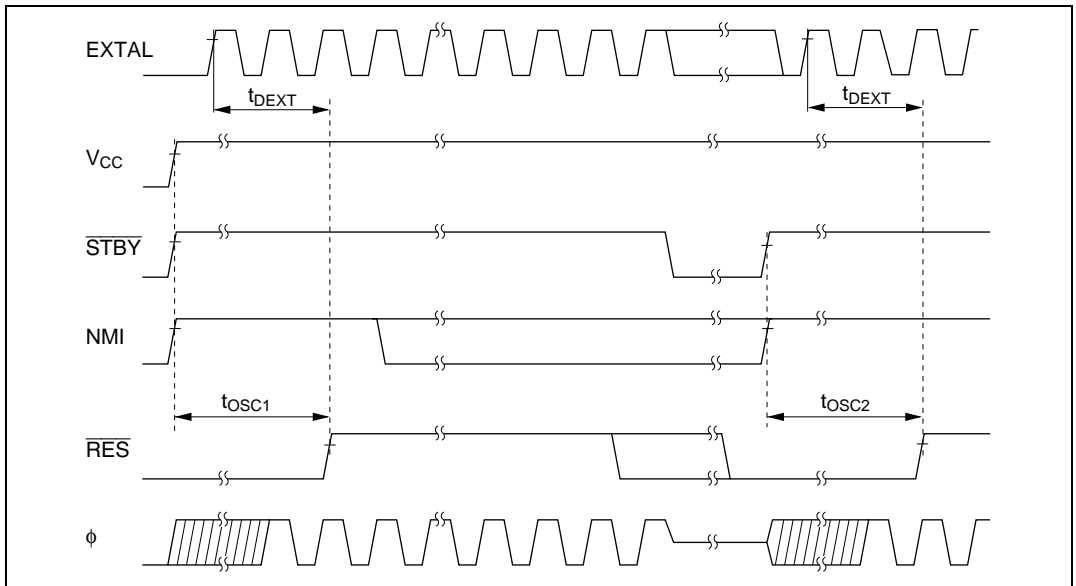 EXTAL
tDEXT
tDEXT
VCC
STBY
NMI
tOSC1
tOSC2
RES
ϕ